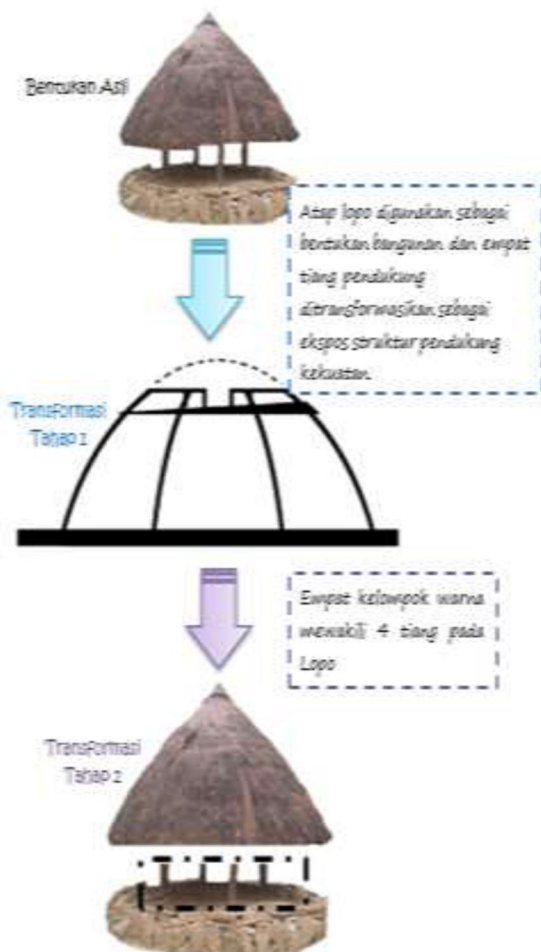 Bentukan Asli
Atap lopo digunakan sebagai
bentukan bangunan dan empat
tiang pendukung
ditransformasikan sebagai
ekspos struktur pendukung
kekuatan.
Transformasi
Tahap 1
Empat kelompok warna
mewakili 4 tiang pada
Lopo
Transformasi
Tahap 2